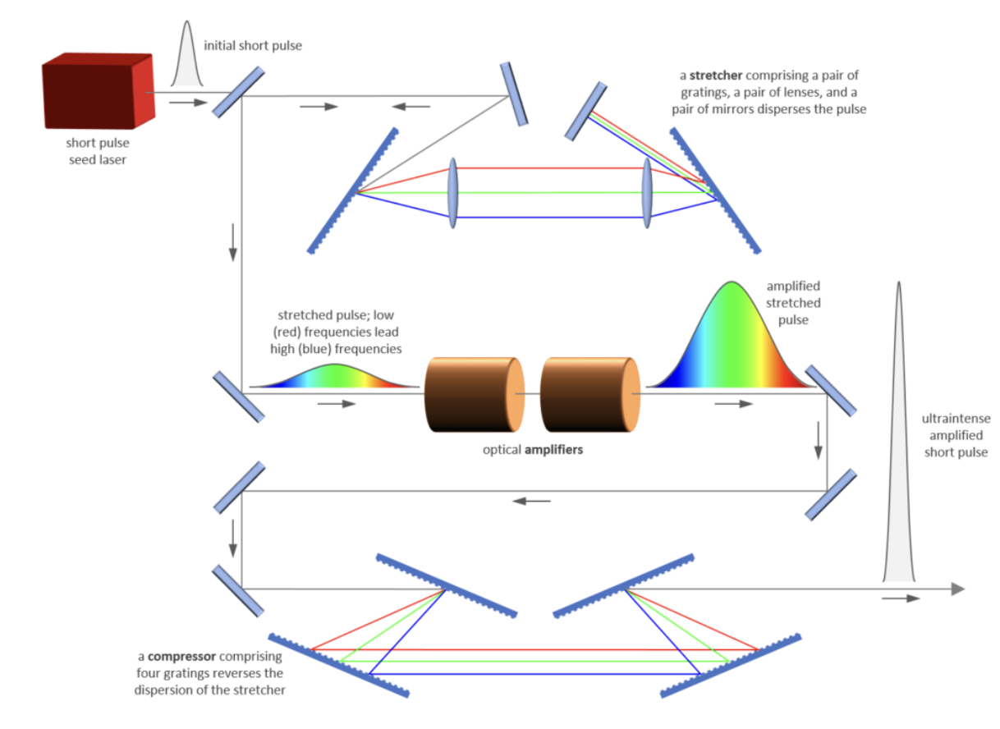 initial short pulse
short pulse
seed laser
a stretcher comprising a pair of
gratings, a pair of lenses, and a
pair of mirrors disperses the pulse
stretched pulse; low
(red) frequencies lead
high (blue) frequencies
amplified
stretched
pulse
optical amplifiers
ultraintense
amplified
short pulse
a compressor comprising
four gratings reverses the
dispersion of the stretcher